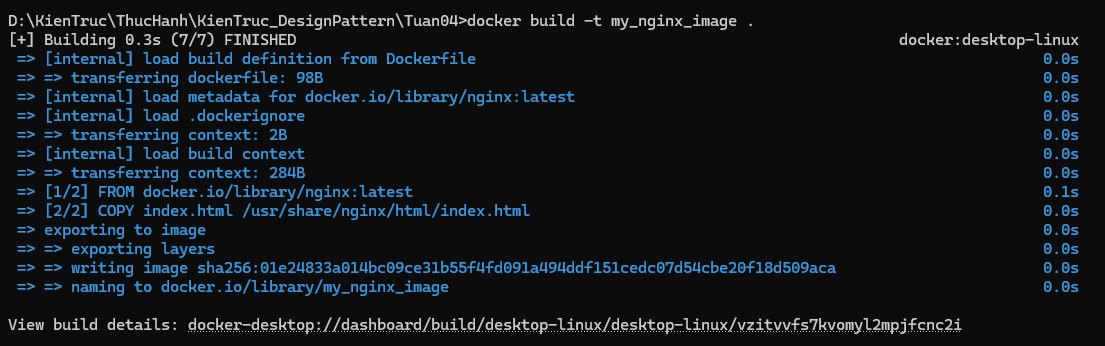 D:\KienTruc\ThucHanh\KienTruc_DesignPattern\Tuan04>docker build -t my_nginx_image .
[+] Building 0.3s (7/7) FINISHED docker:desktop-linux
=> [internal] load build definition from Dockerfile 0.0s
=> => transferring dockerfile: 98B 0.0s
=> [internal] load metadata for docker.io/library/nginx:latest 0.0s
=> [internal] load .dockerignore 0.0s
=> => transferring context: 2B 0.0s
=> [internal] load build context 0.0s
=> => transferring context: 284B 0.0s
=> [1/2] FROM docker.io/library/nginx:latest 0.1s
=> [2/2] COPY index.html /usr/share/nginx/html/index.html 0.0s
=> exporting to image 0.0s
=> => exporting layers 0.0s
=> => writing image sha256:01e24833a014bc09ce31b55f4fd091a494ddf151cedc07d54cbe20f18d509aca 0.0s
=> => naming to docker.io/library/my_nginx_image 0.0s
View build details: docker-desktop://dashboard/build/desktop-linux/desktop-linux/vzitvvfs7kvomyl2mpjfcnc2i